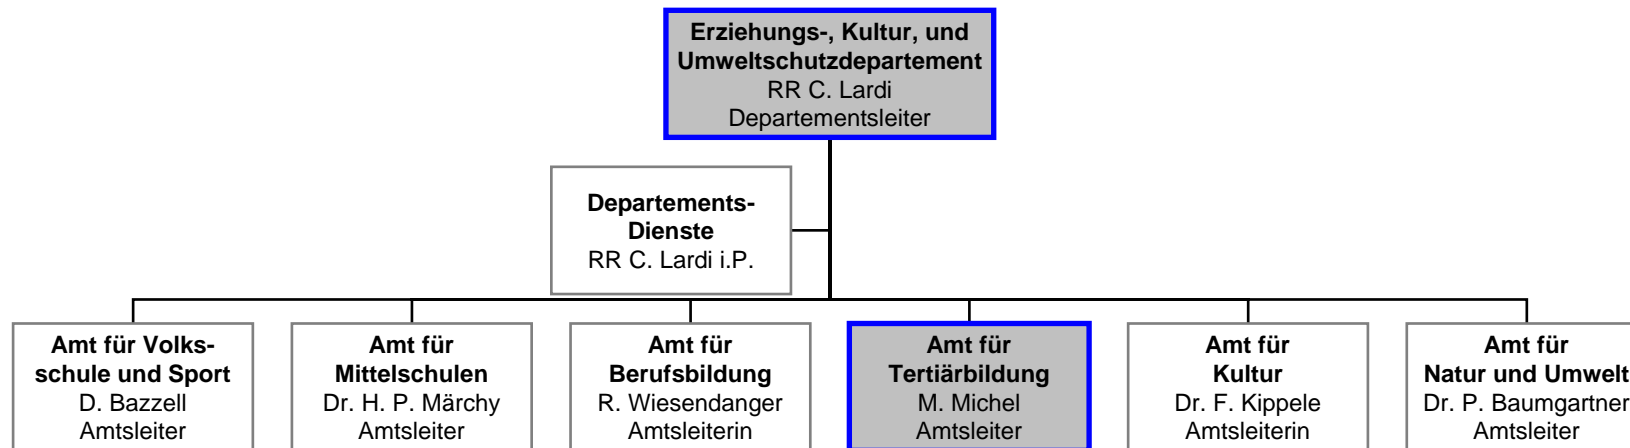 Erziehungs-, Kultur, und
Umweltschutzdepartement
RR C. Lardi
Departementsleiter
Departements-
Dienste
RR C. Lardi i.P.
Amt für Volks-
schule und Sport
D. Bazzell
Amtsleiter
Amt für
Mittelschulen
Dr. H. P. Märchy
Amtsleiter
Amt für
Berufsbildung
R. Wiesendanger
Amtsleiterin
Amt für
Tertiärbildung
M. Michel
Amtsleiter
Amt für
Kultur
Dr. F. Kippele
Amtsleiterin
Amt für
Natur und Umwelt
Dr. P. Baumgartner
Amtsleiter